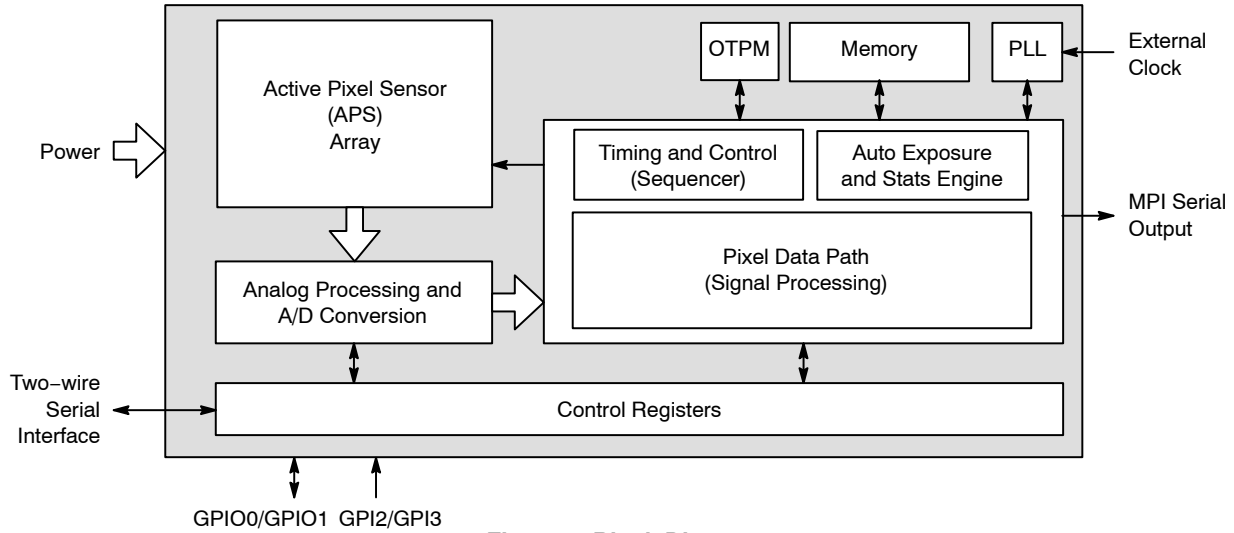 Active Pixel Sensor
(APS)
Array
OTPM
Memory
PLL
External
Clock
Power
Timing and Control
(Sequencer)
Auto Exposure
and Stats Engine
MPI Serial
Output
Pixel Data Path
(Signal Processing)
Analog Processing and
A/D Conversion
Two−wire
Serial
Interface
Control Registers
GPIO0/GPIO1
GPI2/GPI3